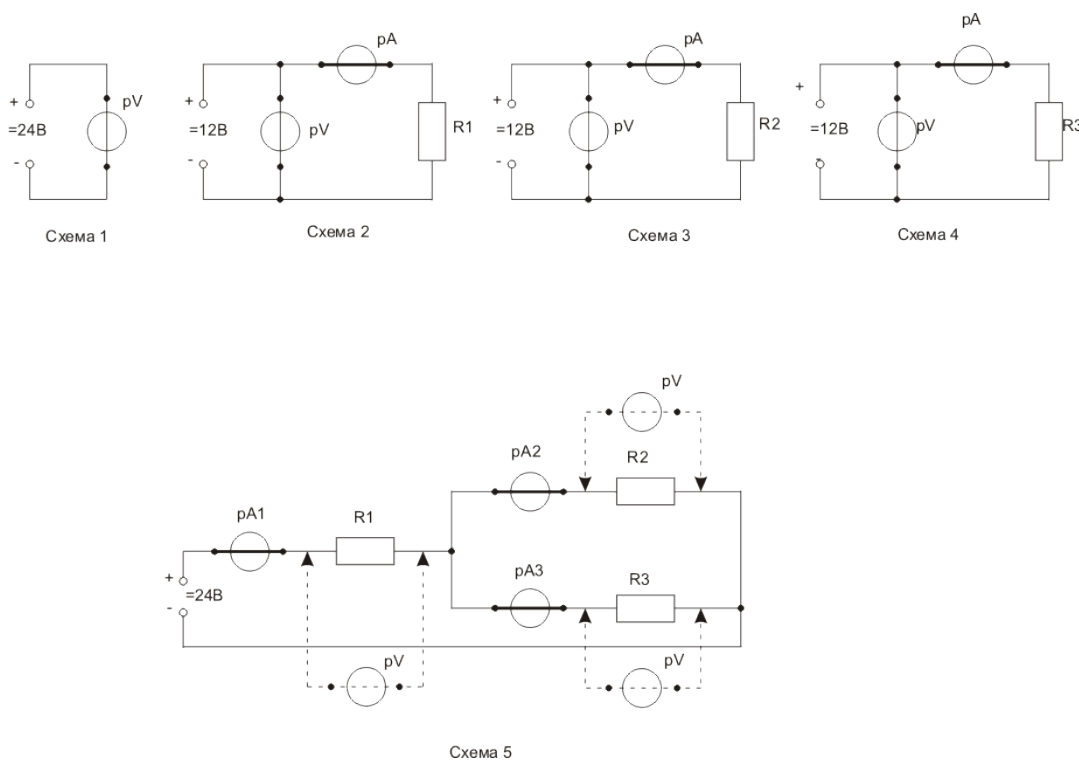 +
pV
=24В
-
Схема 1
pA
+
=12В
pV
R1
-
Схема 2
pA
+
=12В
pV
R2
-
Схема 3
pA
+
=12В
pV
R3
-
Схема 4
pV
pA2
R2
pA1
R1
pA3
R3
+
=24В
-
pV
pV
Схема 5